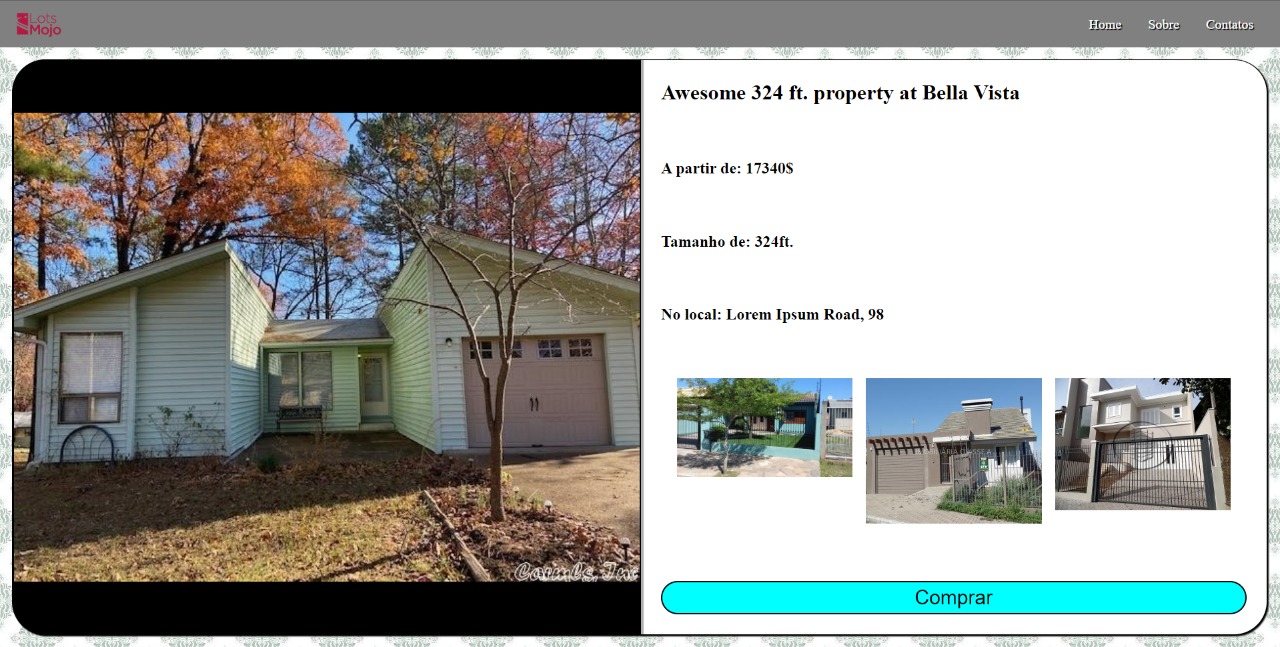 Lots
Mojo
Home
Sobre
Contatos
Awesome 324 ft. property at Bella Vista
A partir de: 17340$
Tamanho de: 324ft.
No local: Lorem Ipsum Road, 98
Comprar